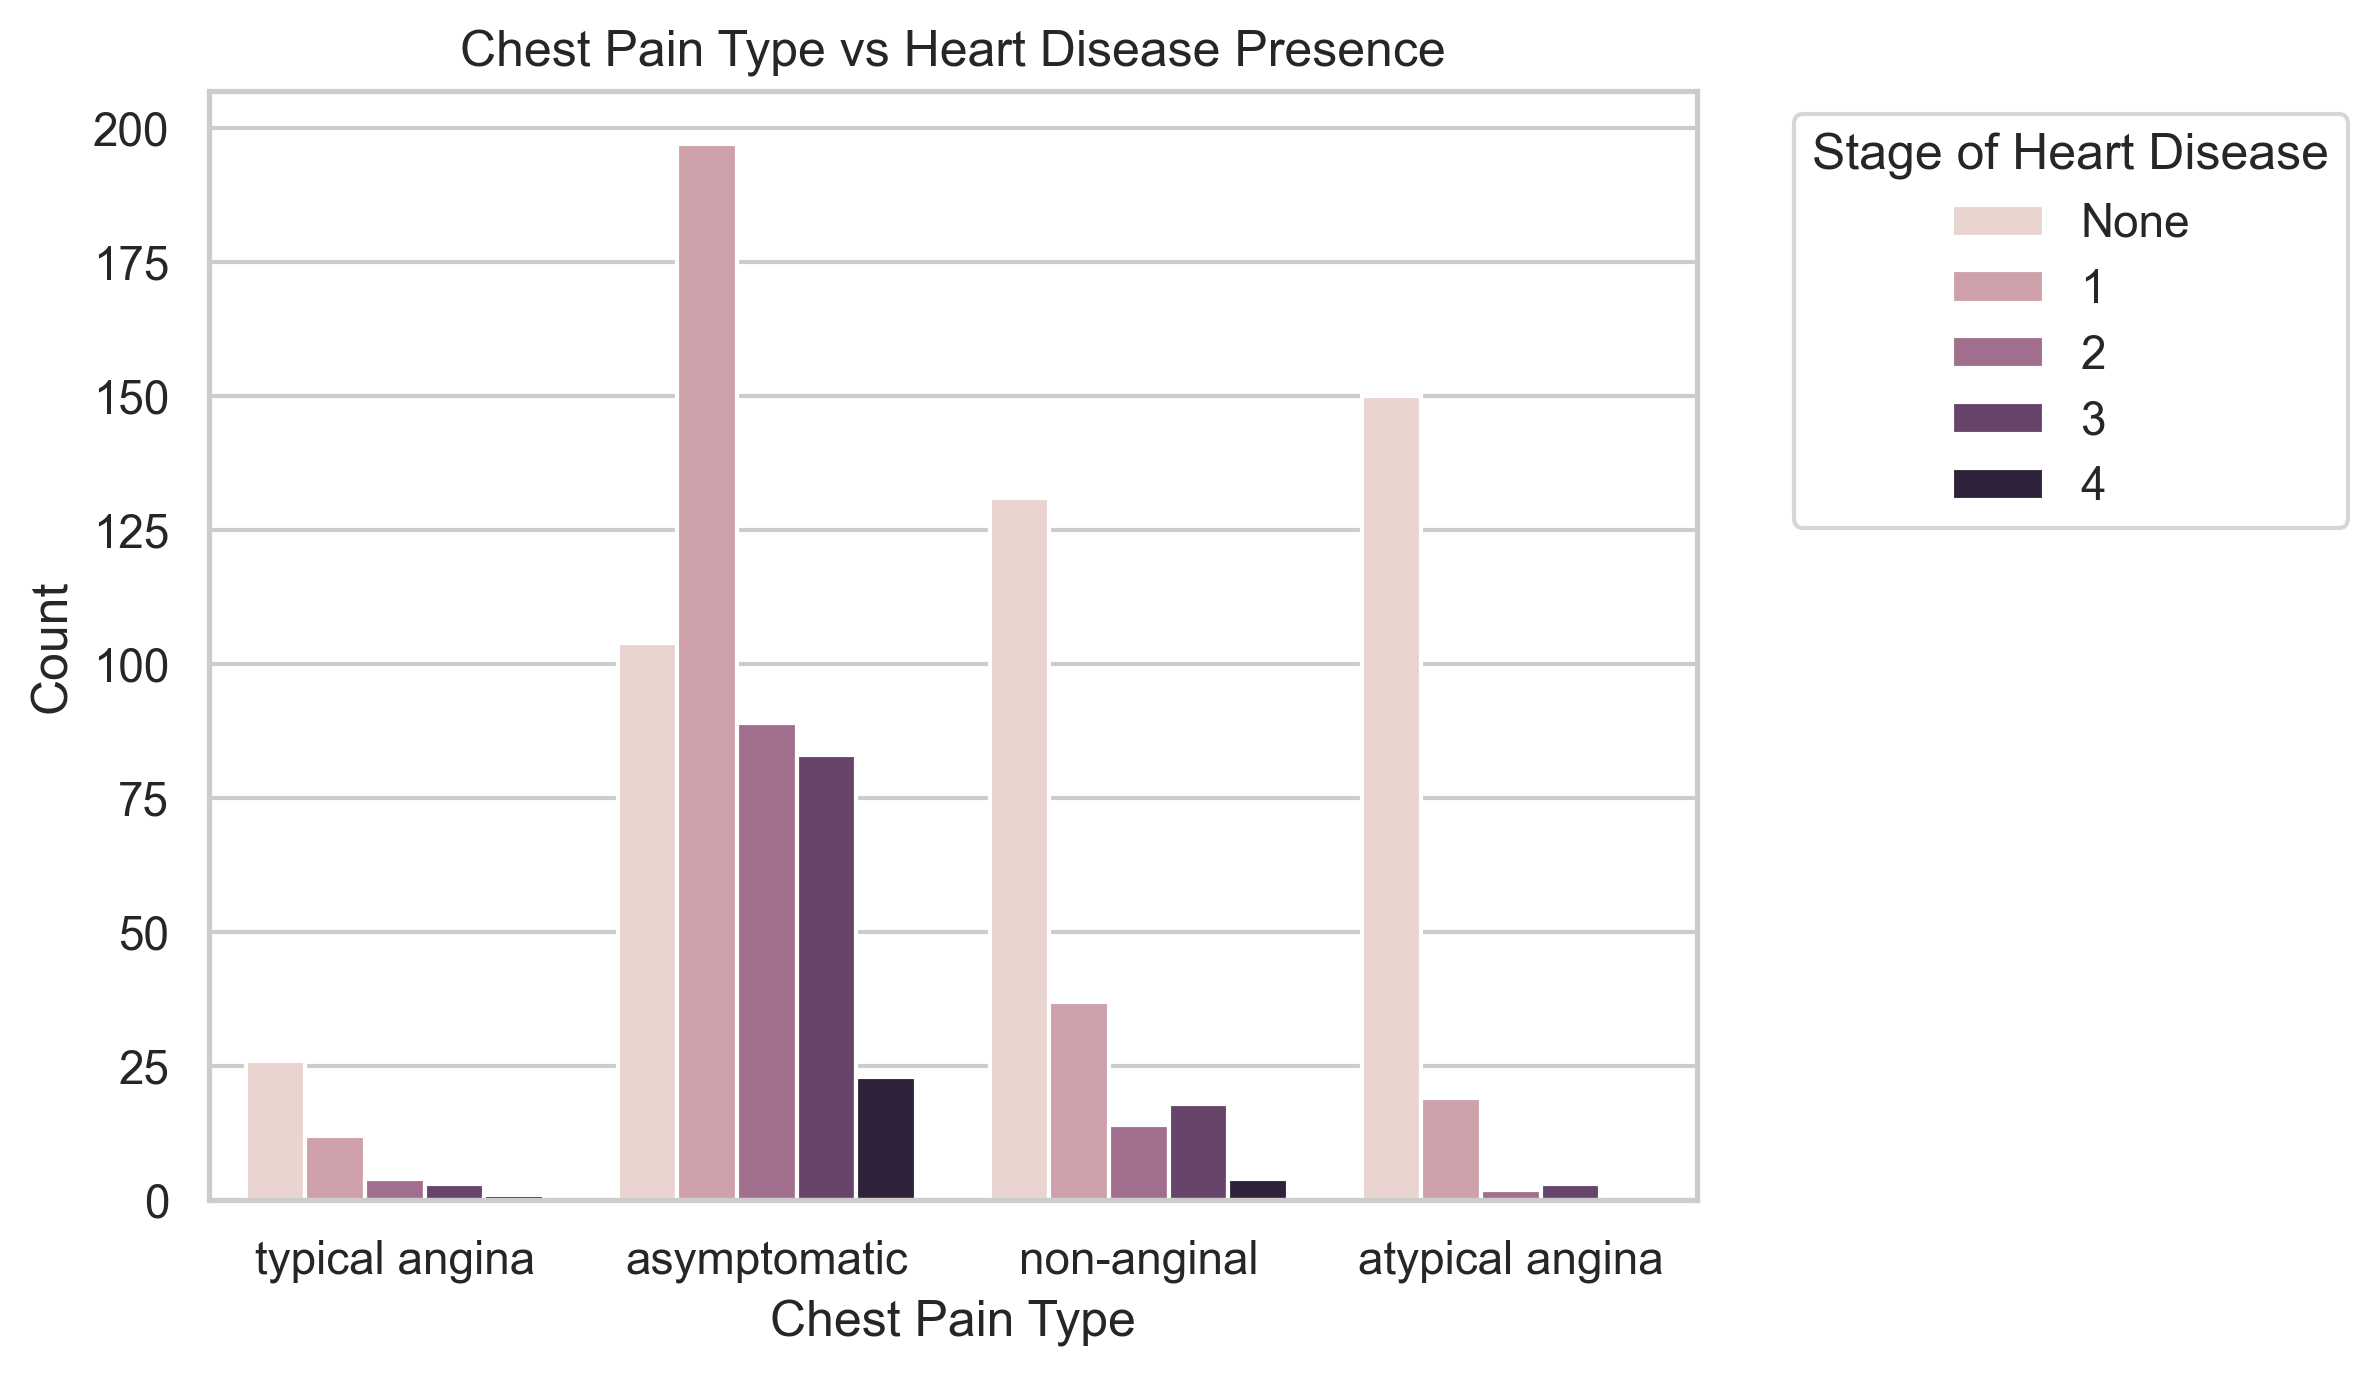 Chest Pain Type vs Heart Disease Presence
200
175
150
125
100
75
50
25
0
Count
typical angina
asymptomatic
non-anginal
atypical angina
Chest Pain Type
Stage of Heart Disease
None
1
2
3
4